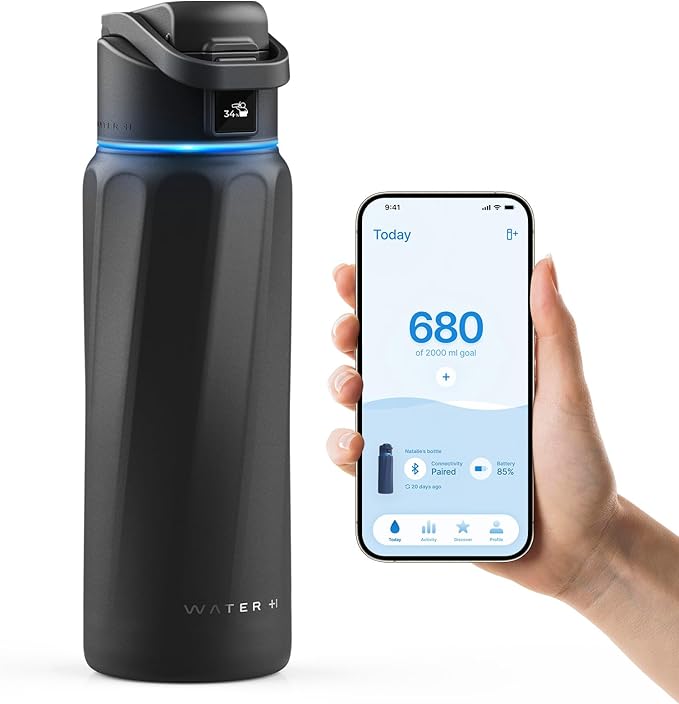 34%
WATER +I
9:41
Today
680
of 2000 ml goal
+
Natalie's bottle
Connectivity
Paired
Battery
85%
20 days ago
Today
Activity
Discover
Profile
WATER +I